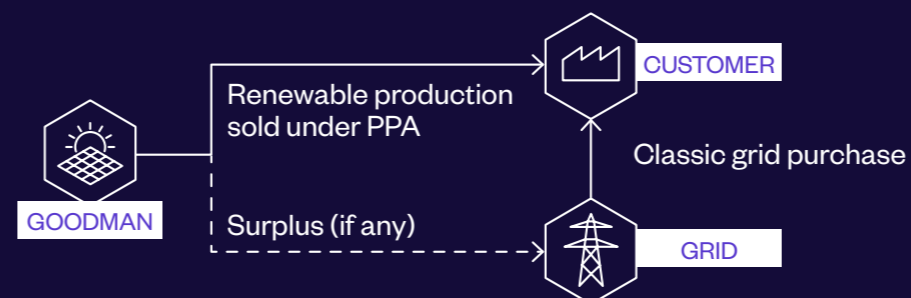 CUSTOMER
Renewable production
sold under PPA
Classic grid purchase
GOODMAN
Surplus (if any)
GRID